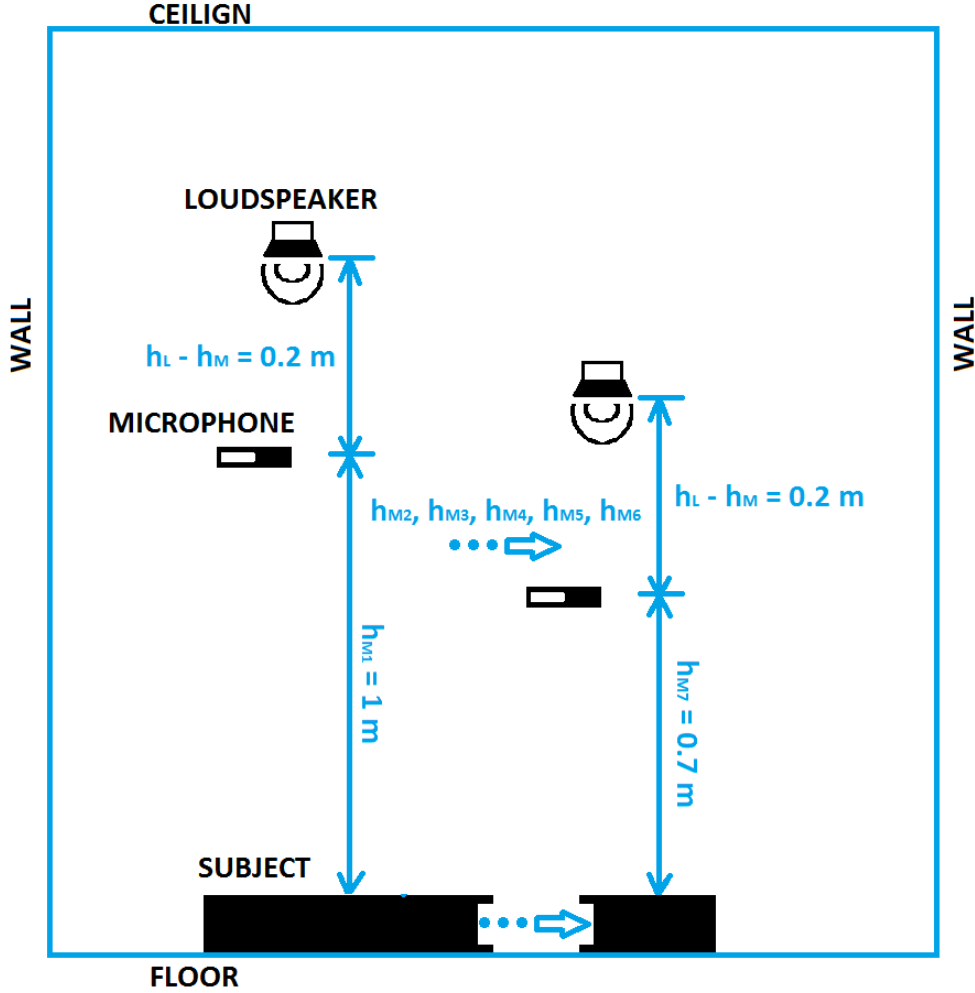 CEILIGN
LOUDSPEAKER
WALL
WALL
hL - hM = 0.2 m
MICROPHONE
hM2, hM3, hM4, hM5, hM6
hL - hM = 0.2 m
hM1 = 1 m
hM7 = 0.7 m
SUBJECT
FLOOR